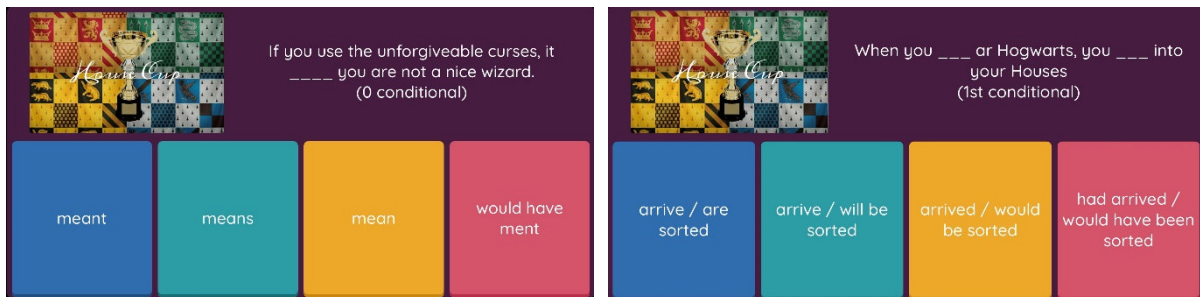 House Cup
If you use the unforgiveable curses, it
____ you are not a nice wizard.
(0 conditional)
meant
means
mean
would have
ment
House Cup
When you ___ ar Hogwarts, you ___ into
your Houses
(1st conditional)
arrive / are
sorted
arrive / will be
sorted
arrived / would
be sorted
had arrived /
would have been
sorted